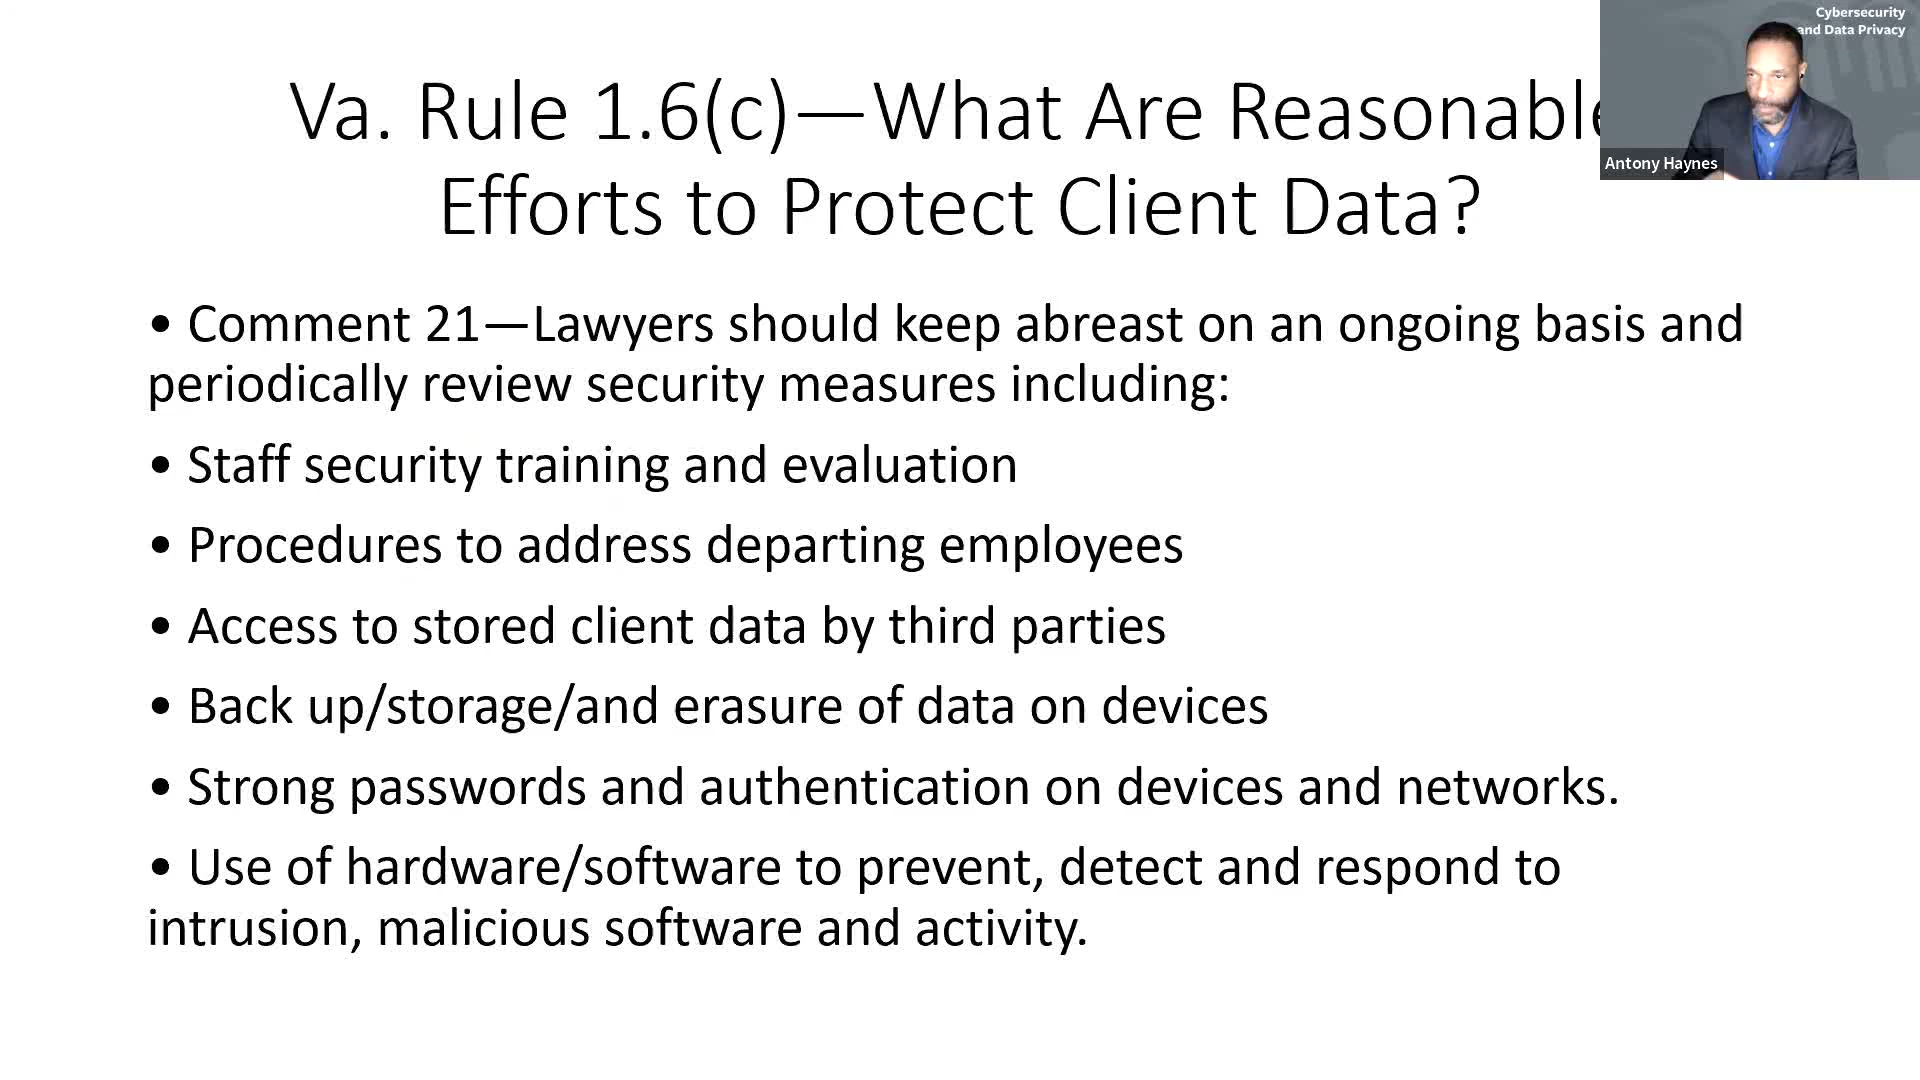 Cybersecurity
and Data Privacy
Antony Haynes
Va. Rule 1.6(c)—What Are Reasonable
Efforts to Protect Client Data?
• Comment 21—Lawyers should keep abreast on an ongoing basis and
periodically review security measures including:
• Staff security training and evaluation
• Procedures to address departing employees
• Access to stored client data by third parties
• Back up/storage/and erasure of data on devices
• Strong passwords and authentication on devices and networks.
• Use of hardware/software to prevent, detect and respond to
intrusion, malicious software and activity.